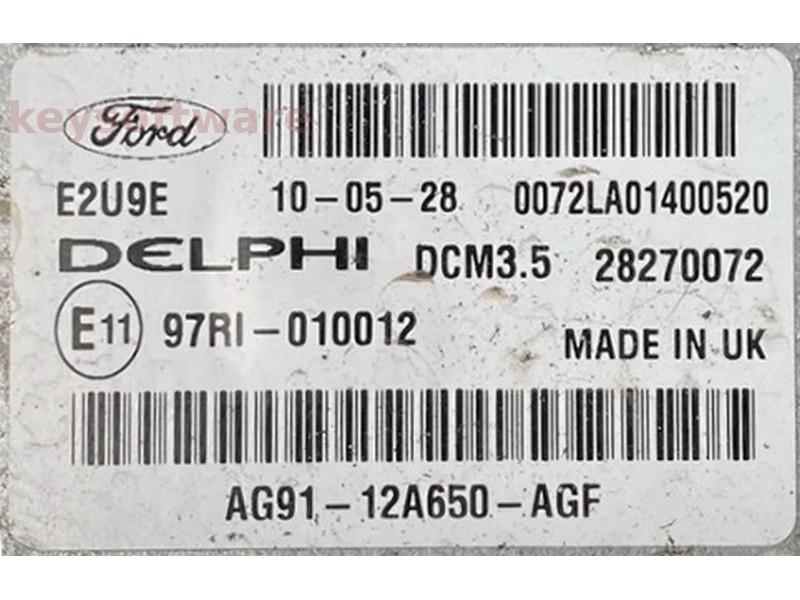 keysoftware
Ford
E2U9E 10-05-28 0072LA01400520
DELPHI DCM3.5 28270072
E11 97RI-010012 MADE IN UK
AG91-12A650-AGF